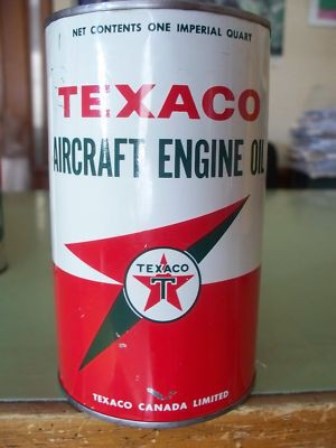 NET CONTENTS ONE IMPERIAL QUART
TEXACO
AIRCRAFT ENGINE OIL
TEXACO
T
TEXACO CANADA LIMITED